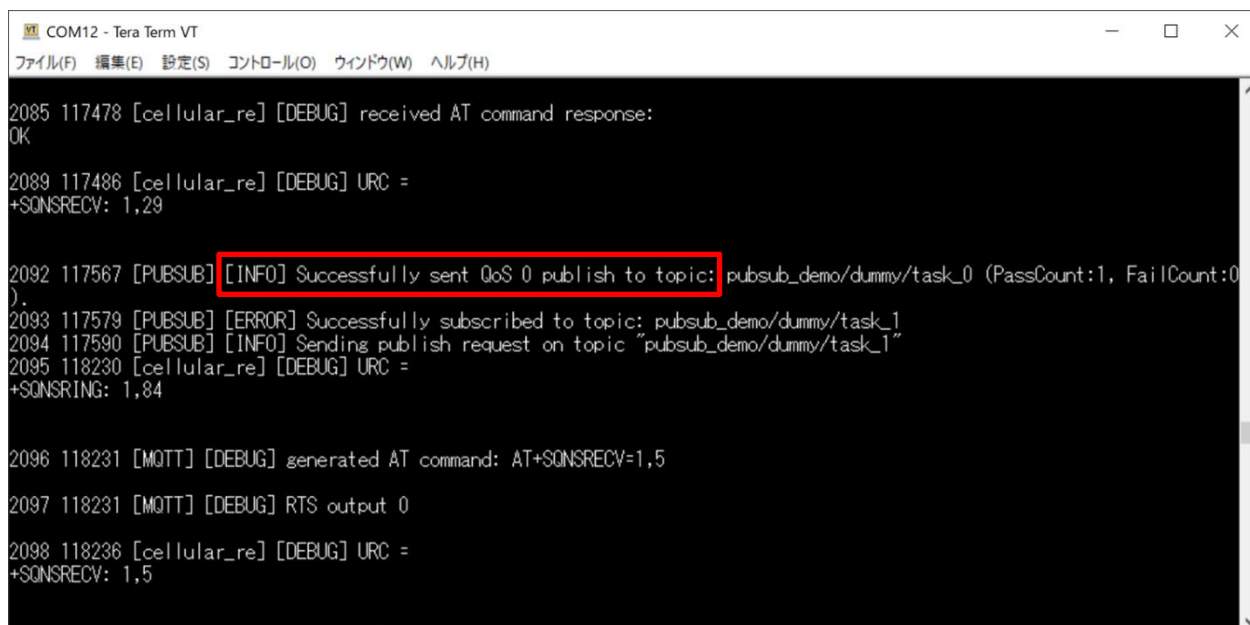 COM12 - Tera Term VT
ファイル(F) 編集(E) 設定(S) コントロール(O) ウィンドウ(W) ヘルプ(H)
2085 117478 [cellular_re] [DEBUG] received AT command response:
OK
2089 117486 [cellular_re] [DEBUG] URC =
+SQNSRECV: 1,29
2092 117567 [PUBSUB] [INFO] Successfully sent QoS 0 publish to topic: pubsub_demo/dummy/task_0 (PassCount:1, FailCount:0
).
2093 117579 [PUBSUB] [ERROR] Successfully subscribed to topic: pubsub_demo/dummy/task_1
2094 117590 [PUBSUB] [INFO] Sending publish request on topic "pubsub_demo/dummy/task_1"
2095 118230 [cellular_re] [DEBUG] URC =
+SQNSRING: 1,84
2096 118231 [MQTT] [DEBUG] generated AT command: AT+SQNSRECV=1,5
2097 118231 [MQTT] [DEBUG] RTS output 0
2098 118236 [cellular_re] [DEBUG] URC =
+SQNSRECV: 1,5